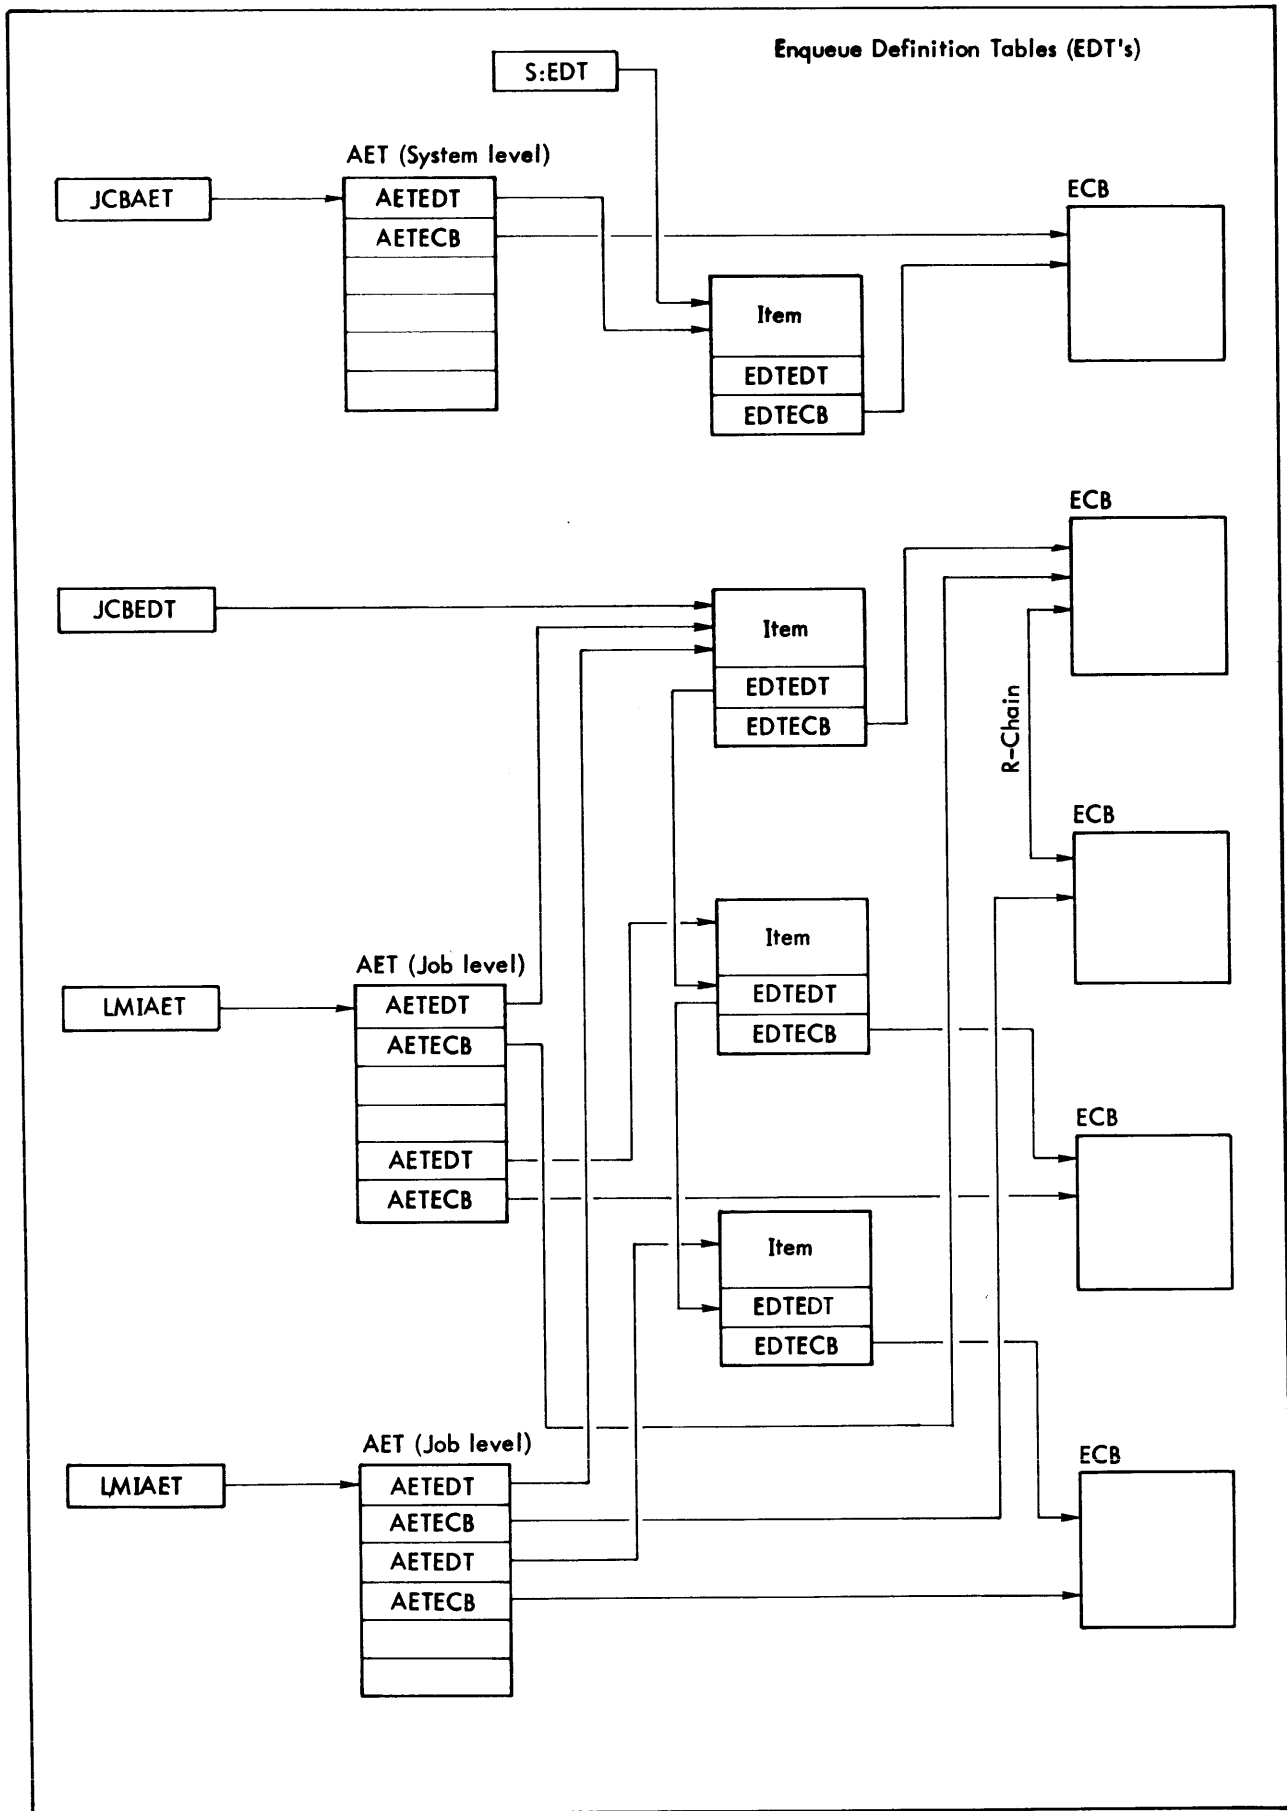 Enqueue Definition Tables (EDT's)
S:EDT
AET (System level)
JCBAET
AETEDT
AETECB
ECB
Item
EDTEDT
EDTECB
ECB
JCBEDT
Item
EDTEDT
EDTECB
R-Chain
ECB
Item
EDTEDT
EDTECB
AET (Job level)
LMIAET
AETEDT
AETECB
AETEDT
AETECB
ECB
Item
EDTEDT
EDTECB
AET (Job level)
LMIAET
AETEDT
AETECB
AETEDT
AETECB
ECB